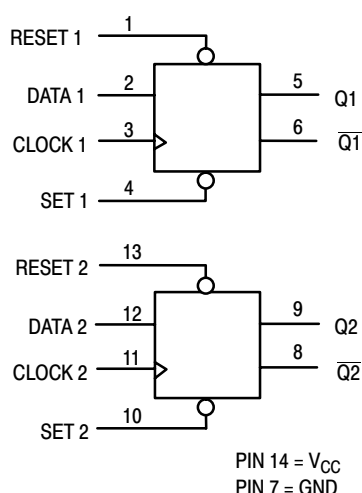 RESET 1 1
DATA 1 2 5 Q1
CLOCK 1 3 6 Q1̅
SET 1 4
RESET 2 13
DATA 2 12 9 Q2
CLOCK 2 11 8 Q2̅
SET 2 10
PIN 14 = VCC
PIN 7 = GND